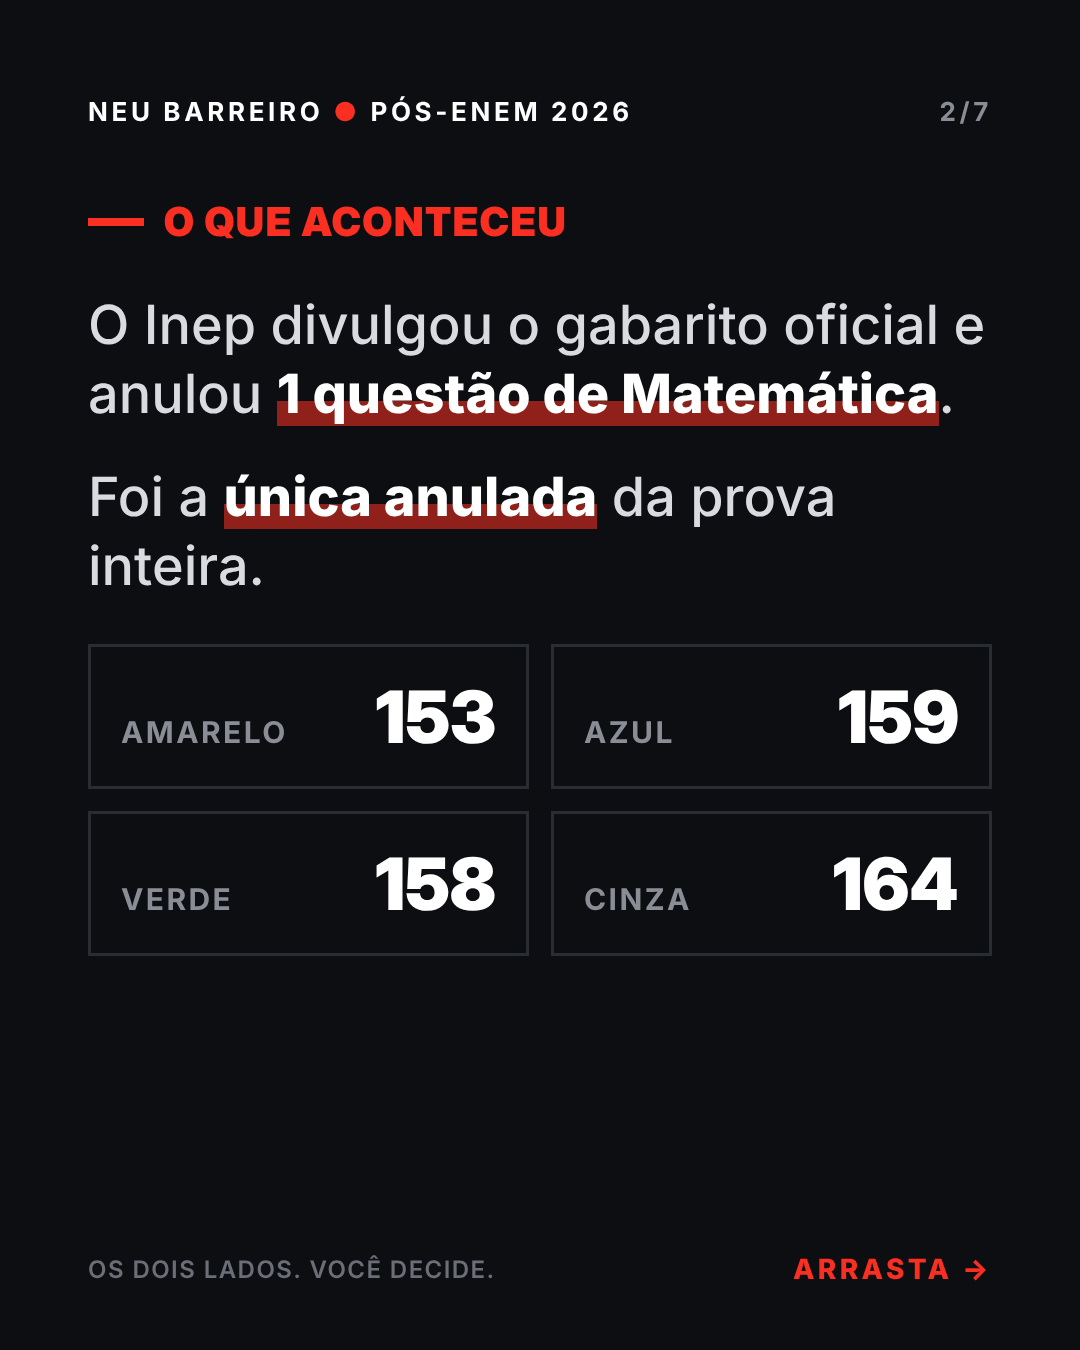 NEU BARREIRO ● PÓS-ENEM 2026
2/7
O QUE ACONTECEU
O Inep divulgou o gabarito oficial e
anulou 1 questão de Matemática.
Foi a única anulada da prova
inteira.
AMARELO 153
AZUL 159
VERDE 158
CINZA 164
OS DOIS LADOS. VOCÊ DECIDE.
ARRASTA →